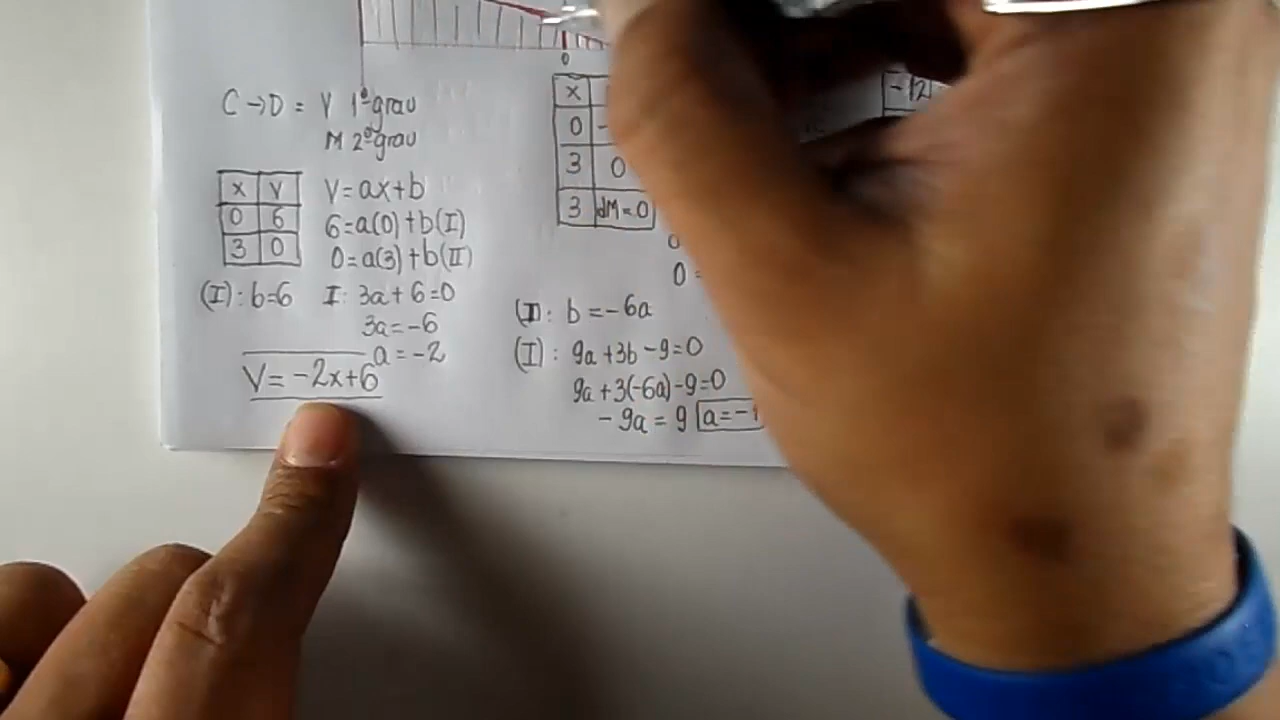 0
C→D = V 1º grau
M 2º grau
x V
0 6
3 0
V=ax+b
6=a(0)+b(I)
0=a(3)+b(II)
(I): b=6 I: 3a+6=0
3a=-6
a=-2
V=-2x+6
x
0 -
3 0
3 dM=0
0
0=
-12
b=-6a
(I): 9a+3b-9=0
9a+3(-6a)-9=0
-9a=9 a=-1